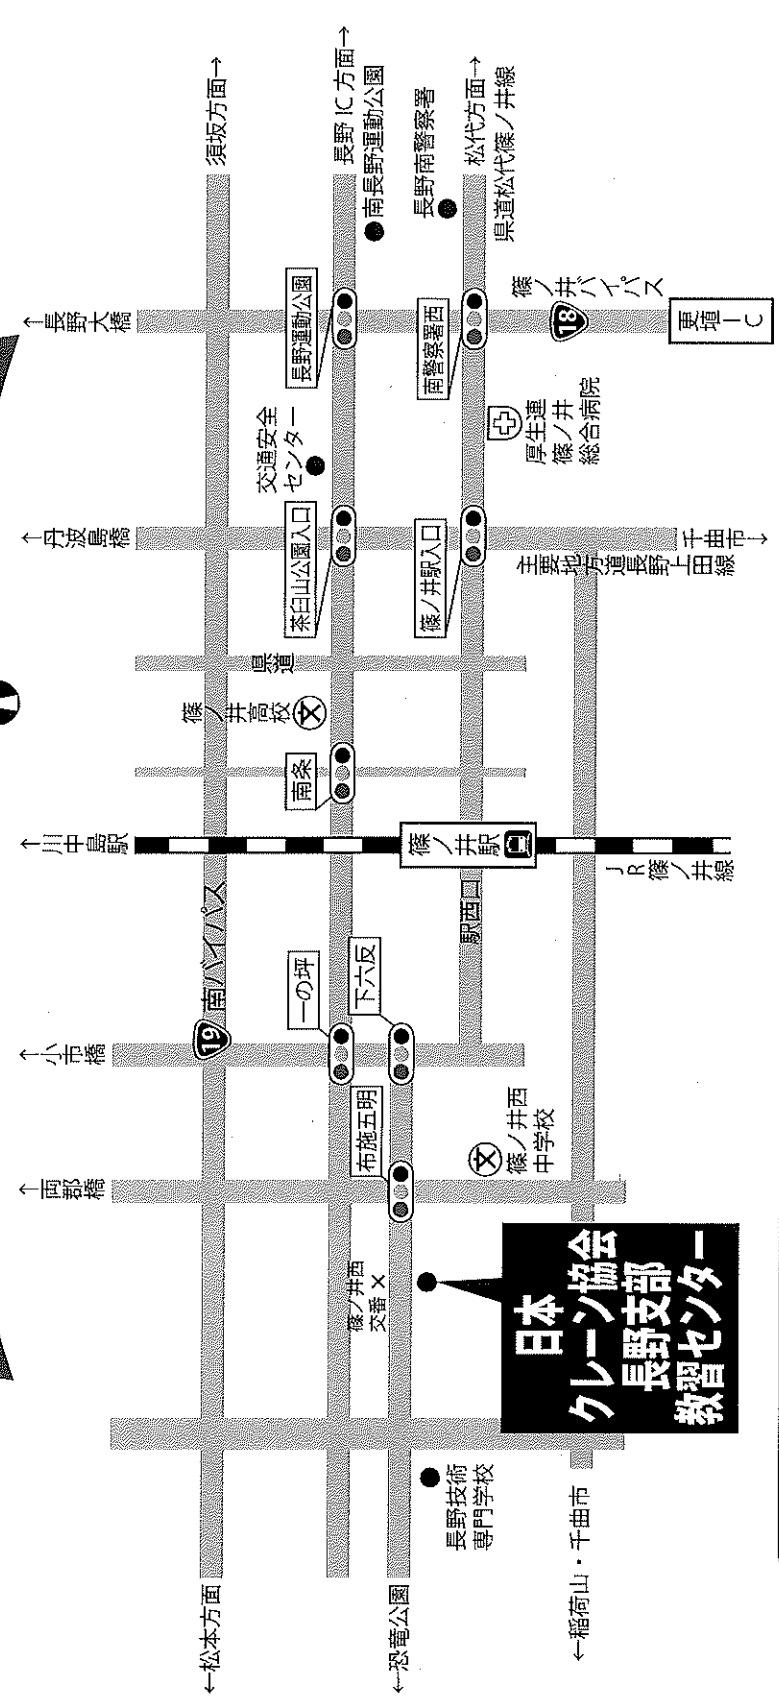 ←長野大橋
←丹波島橋
←川中島駅
←小市橋
←両郡橋
須坂方面→
長野IC方面→
松代方面→
県道松代篠ノ井線
南長野運動公園
長野南警察署
長野運動公園
南警察署西
篠ノ井バイパス
18
更埴IC
交通安全
センター
厚生連
篠ノ井
総合病院
茶臼山公園入口
篠ノ井駅入口
千曲市→
主要地方道長野上田線
県道
篠ノ井高校
文
南条
篠ノ井駅
JR篠ノ井線
駅西口
19
南バイパス
一の坪
下六反
布施五明
文
篠ノ井西
中学校
篠ノ井西
交番
日本
クレーン協会
長野支部
教習センター
長野技術
専門学校
←松本方面
←恐竜公園
←稲荷山・千曲市